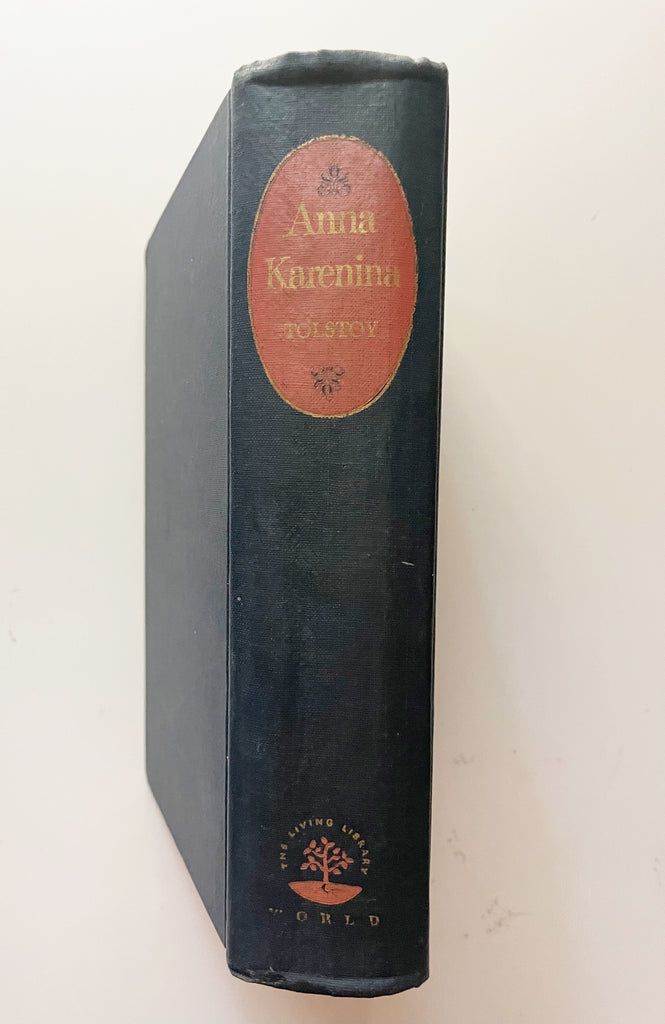 Anna
Karenina
TOLSTOY
THE LIVING LIBRARY
WORLD